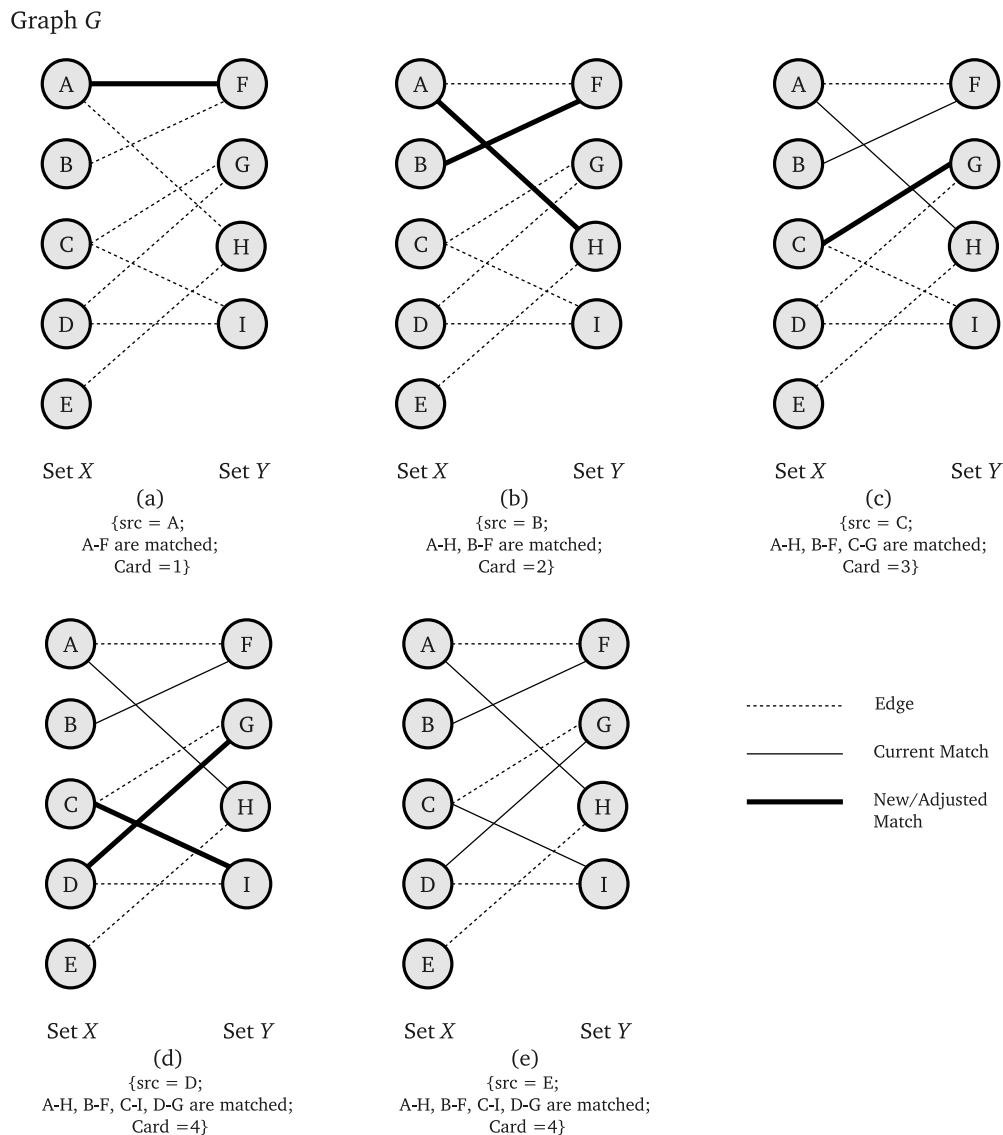 Graph G
A F
B G
C H
D I
E
Set X Set Y
(a)
{src = A;
A-F are matched;
Card =1}
A F
B G
C H
D I
E
Set X Set Y
(b)
{src = B;
A-H, B-F are matched;
Card =2}
A F
B G
C H
D I
E
Set X Set Y
(c)
{src = C;
A-H, B-F, C-G are matched;
Card =3}
A F
B G
C H
D I
E
Set X Set Y
(d)
{src = D;
A-H, B-F, C-I, D-G are matched;
Card =4}
A F
B G
C H
D I
E
Set X Set Y
(e)
{src = E;
A-H, B-F, C-I, D-G are matched;
Card =4}
Edge
Current Match
New/Adjusted
Match